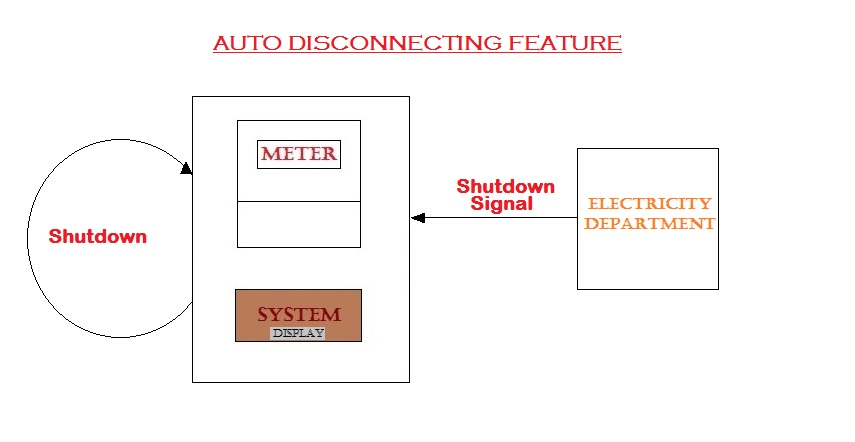 AUTO DISCONNECTING FEATURE
METER
Shutdown
Signal
ELECTRICITY
DEPARTMENT
Shutdown
SYSTEM
DISPLAY